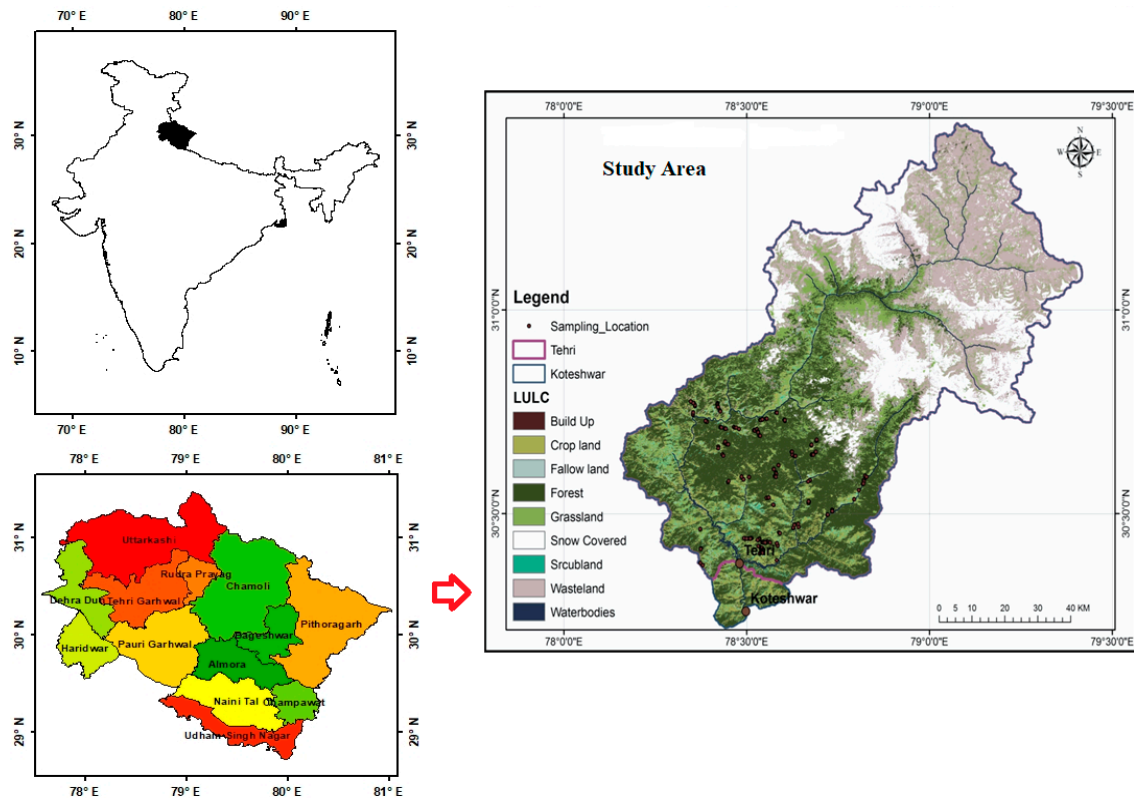 70° E 80° E 90° E
30° N 30° N
20° N 20° N
10° N 10° N
70° E 80° E 90° E
78° E 79° E 80° E 81° E
31° N 31° N
30° N 30° N
29° N 29° N
Uttarkashi
Rudra Prayag
Chamoli
Dehra Dun
Tehri Garhwal
Pithoragarh
Haridwar
Pauri Garhwal
Bageshwar
Almora
Naini Tal
Champawat
Udham Singh Nagar
78° E 79° E 80° E 81° E
78°0'0"E 78°30'0"E 79°0'0"E 79°30'0"E
Study Area
N
W E
S
31°0'0"N 31°0'0"N
30°30'0"N 30°30'0"N
Legend
Sampling_Location
Tehri
Koteshwar
LULC
Build Up
Crop land
Fallow land
Forest
Grassland
Snow Covered
Srcubland
Wasteland
Waterbodies
Tehri
Koteshwar
0 5 10 20 30 40 KM
78°0'0"E 78°30'0"E 79°0'0"E 79°30'0"E